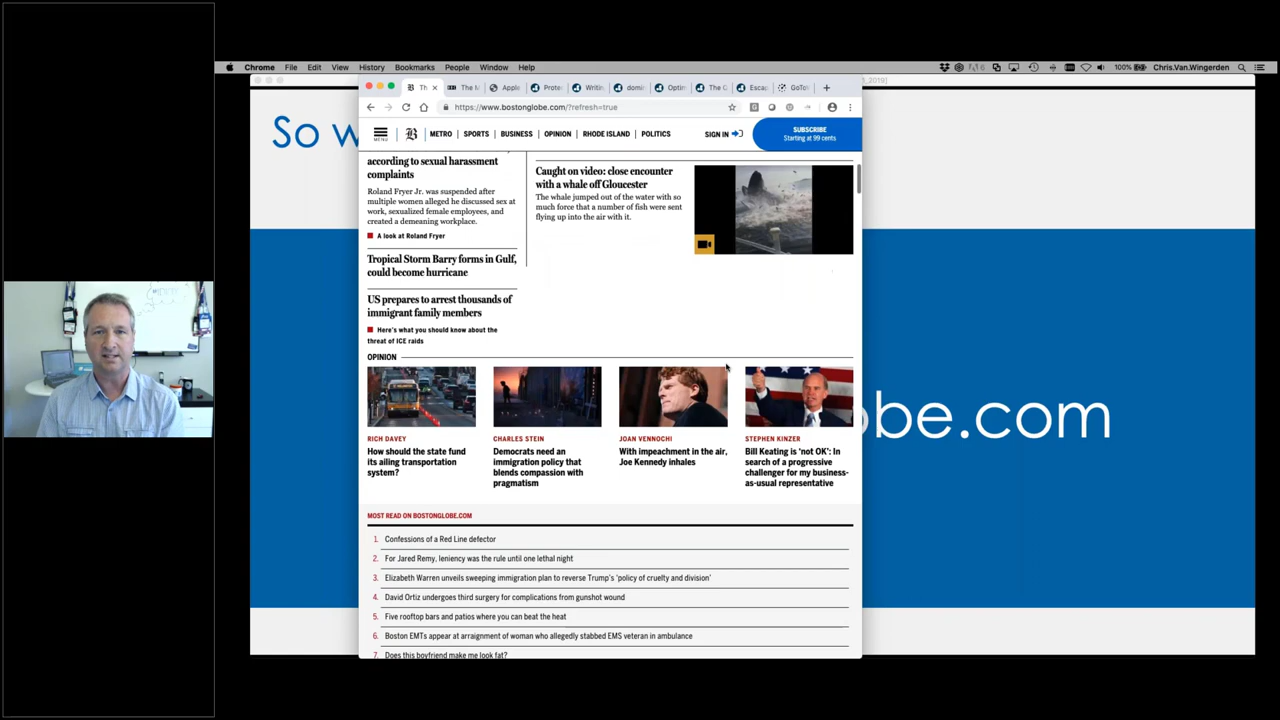 Chrome File Edit View History Bookmarks People Window Help 100% Chris.Van.Wingerden
_2019]
So w
Th The M Apple Prote Writin domi Optin The C Escap GoTo
https://www.bostonglobe.com/?refresh=true
MENU B METRO SPORTS BUSINESS OPINION RHODE ISLAND POLITICS SIGN IN
SUBSCRIBE
Starting at 99 cents
according to sexual harassment
complaints
Roland Fryer Jr. was suspended after
multiple women alleged he discussed sex at
work, sexualized female employees, and
created a demeaning workplace.
A look at Roland Fryer
Tropical Storm Barry forms in Gulf,
could become hurricane
US prepares to arrest thousands of
immigrant family members
Here's what you should know about the
threat of ICE raids
Caught on video: close encounter
with a whale off Gloucester
The whale jumped out of the water with so
much force that a number of fish were sent
flying up into the air with it.
OPINION
RICH DAVEY
How should the state fund
its ailing transportation
system?
CHARLES STEIN
Democrats need an
immigration policy that
blends compassion with
pragmatism
JOAN VENNOCHI
With impeachment in the air,
Joe Kennedy inhales
STEPHEN KINZER
Bill Keating is 'not OK': In
search of a progressive
challenger for my business-
as-usual representative
obe.com
MOST READ ON BOSTONGLOBE.COM
1. Confessions of a Red Line defector
2. For Jared Remy, leniency was the rule until one lethal night
3. Elizabeth Warren unveils sweeping immigration plan to reverse Trump's 'policy of cruelty and division'
4. David Ortiz undergoes third surgery for complications from gunshot wound
5. Five rooftop bars and patios where you can beat the heat
6. Boston EMTs appear at arraignment of woman who allegedly stabbed EMS veteran in ambulance
7. Does this boyfriend make me look fat?